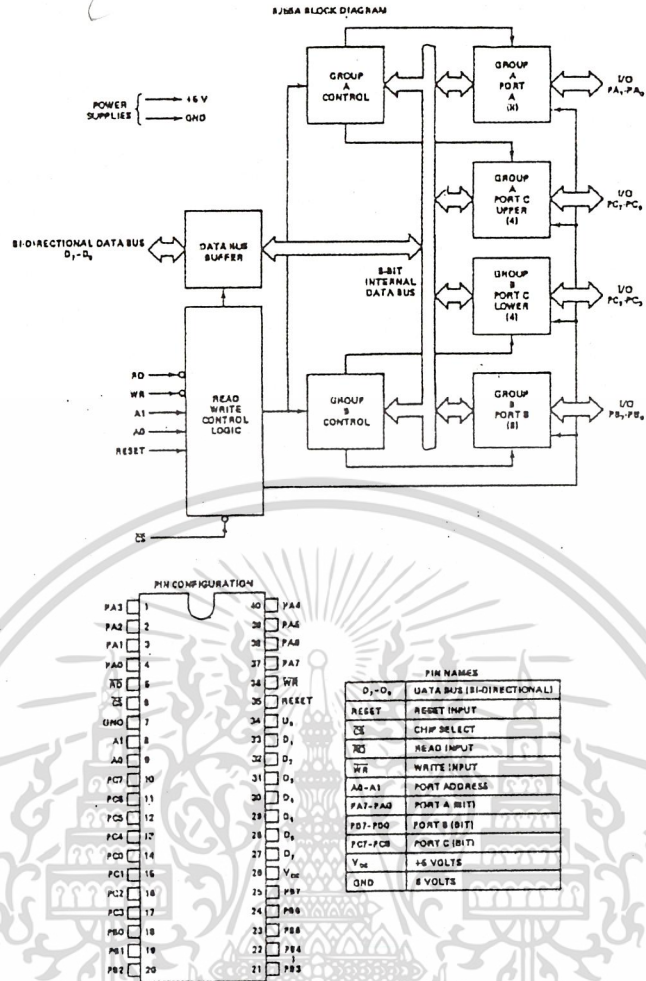 8255A BLOCK DIAGRAM
POWER SUPPLIES
+5 V
GND
GROUP A CONTROL
GROUP A PORT A (8)
I/O PA7-PA0
GROUP A PORT C UPPER (4)
I/O PC7-PC4
BI-DIRECTIONAL DATA BUS D7-D0
DATA BUS BUFFER
8-BIT INTERNAL DATA BUS
GROUP B PORT C LOWER (4)
I/O PC3-PC0
RD
WR
A1
A0
RESET
READ WRITE CONTROL LOGIC
GROUP B CONTROL
GROUP B PORT B (8)
I/O PB7-PB0
CS
PIN CONFIGURATION
PA3 1 40 PA4
PA2 2 39 PA5
PA1 3 38 PA6
PA0 4 37 PA7
RD 5 36 WR
CS 6 35 RESET
GND 7 34 D0
A1 8 33 D1
A0 9 32 D2
PC7 10 31 D3
PC6 11 30 D4
PC5 12 29 D5
PC4 13 28 D6
PC0 14 27 D7
PC1 15 26 VCC
PC2 16 25 PB7
PC3 17 24 PB6
PB0 18 23 PB5
PB1 19 22 PB4
PB2 20 21 PB3
PIN NAMES
D7-D0 DATA BUS (BI-DIRECTIONAL)
RESET RESET INPUT
CS CHIP SELECT
RD READ INPUT
WR WRITE INPUT
A0-A1 PORT ADDRESS
PA7-PA0 PORT A (BIT)
PB7-PB0 PORT B (BIT)
PC7-PC0 PORT C (BIT)
VCC +5 VOLTS
GND 0 VOLTS